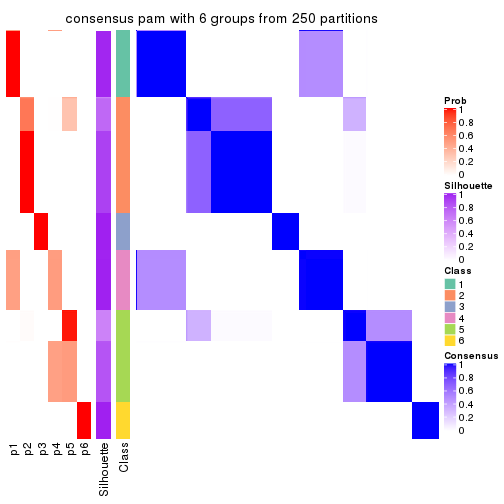 consensus pam with 6 groups from 250 partitions
Prob
1
0.8
0.6
0.4
0.2
0
Silhouette
1
0.8
0.6
0.4
0.2
0
Class
1
2
3
4
5
6
Consensus
1
0.8
0.6
0.4
0.2
0
p1
p2
p3
p4
p5
p6
Silhouette
Class